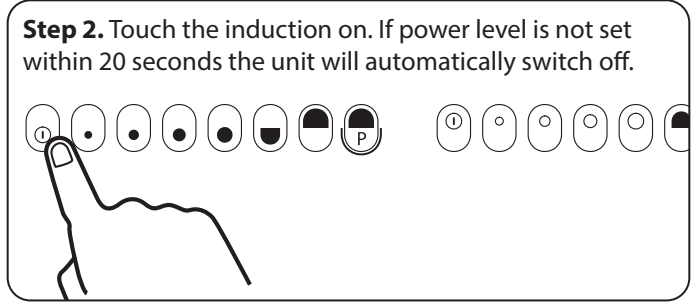 Step 2. Touch the induction on. If power level is not set
within 20 seconds the unit will automatically switch off.
P